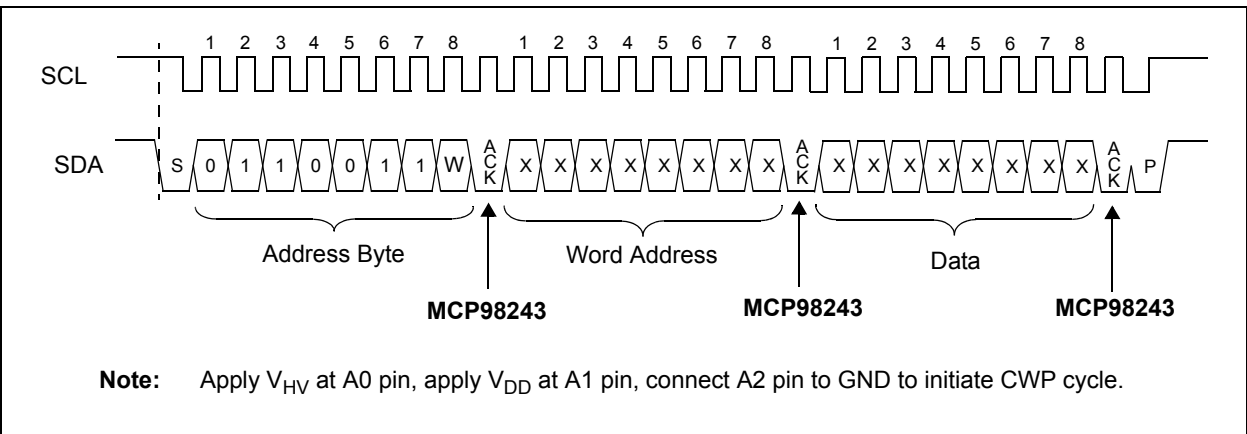 1 2 3 4 5 6 7 8 1 2 3 4 5 6 7 8 1 2 3 4 5 6 7 8
SCL
SDA S 0 1 1 0 0 1 1 W ACK X X X X X X X X ACK X X X X X X X X ACK P
Address Byte Word Address Data
MCP98243 MCP98243 MCP98243
Note: Apply VHV at A0 pin, apply VDD at A1 pin, connect A2 pin to GND to initiate CWP cycle.